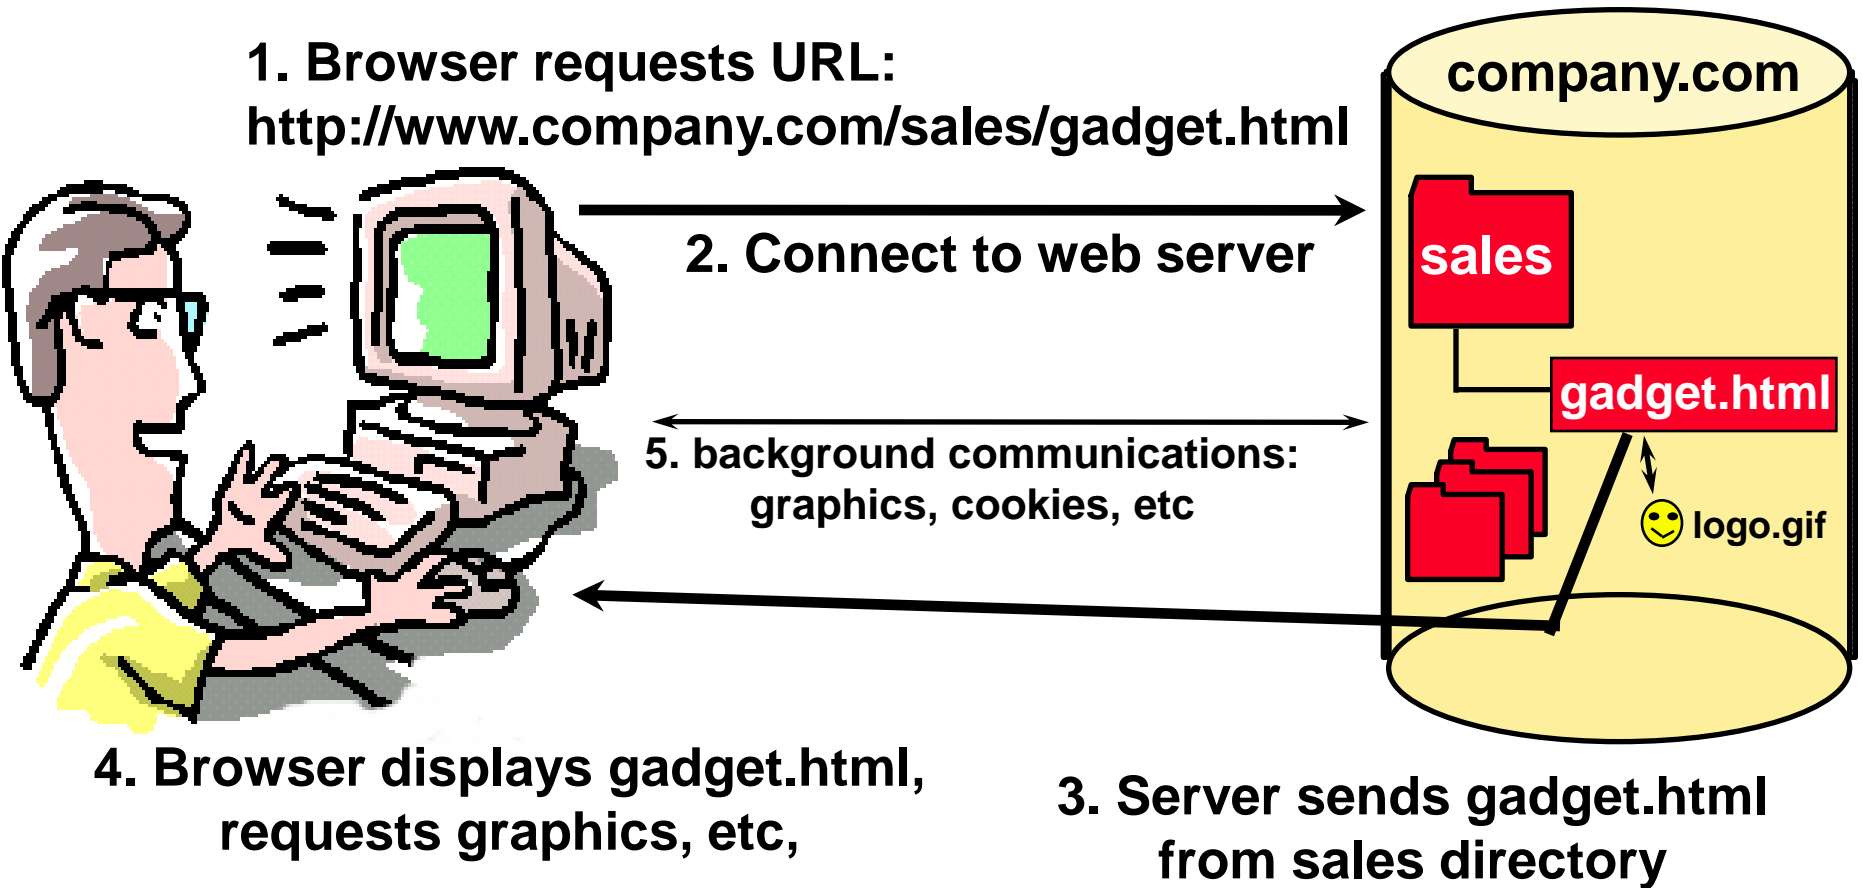 1. Browser requests URL:
http://www.company.com/sales/gadget.html
company.com
2. Connect to web server
sales
gadget.html
5. background communications:
graphics, cookies, etc
logo.gif
4. Browser displays gadget.html,
requests graphics, etc,
3. Server sends gadget.html
from sales directory